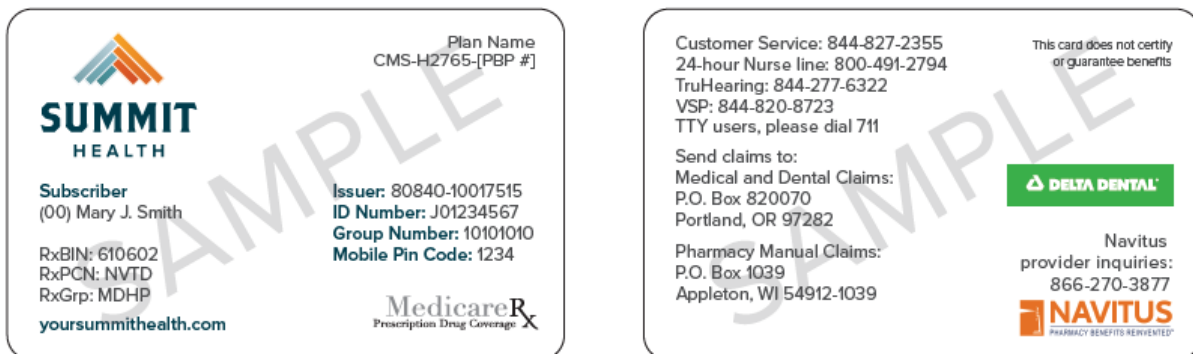 Plan Name
CMS-H2765-[PBP #]
SUMMIT
HEALTH
Subscriber
(00) Mary J. Smith
RxBIN: 610602
RxPCN: NVTD
RxGrp: MDHP
yoursummithealth.com
Issuer: 80840-10017515
ID Number: J01234567
Group Number: 10101010
Mobile Pin Code: 1234
MedicareRx
Prescription Drug Coverage
SAMPLE
Customer Service: 844-827-2355
24-hour Nurse line: 800-491-2794
TruHearing: 844-277-6322
VSP: 844-820-8723
TTY users, please dial 711
Send claims to:
Medical and Dental Claims:
P.O. Box 820070
Portland, OR 97282
Pharmacy Manual Claims:
P.O. Box 1039
Appleton, WI 54912-1039
This card does not certify
or guarantee benefits
DELTA DENTAL®
Navitus
provider inquiries:
866-270-3877
NAVITUS
PHARMACY BENEFITS REINVENTED™
SAMPLE